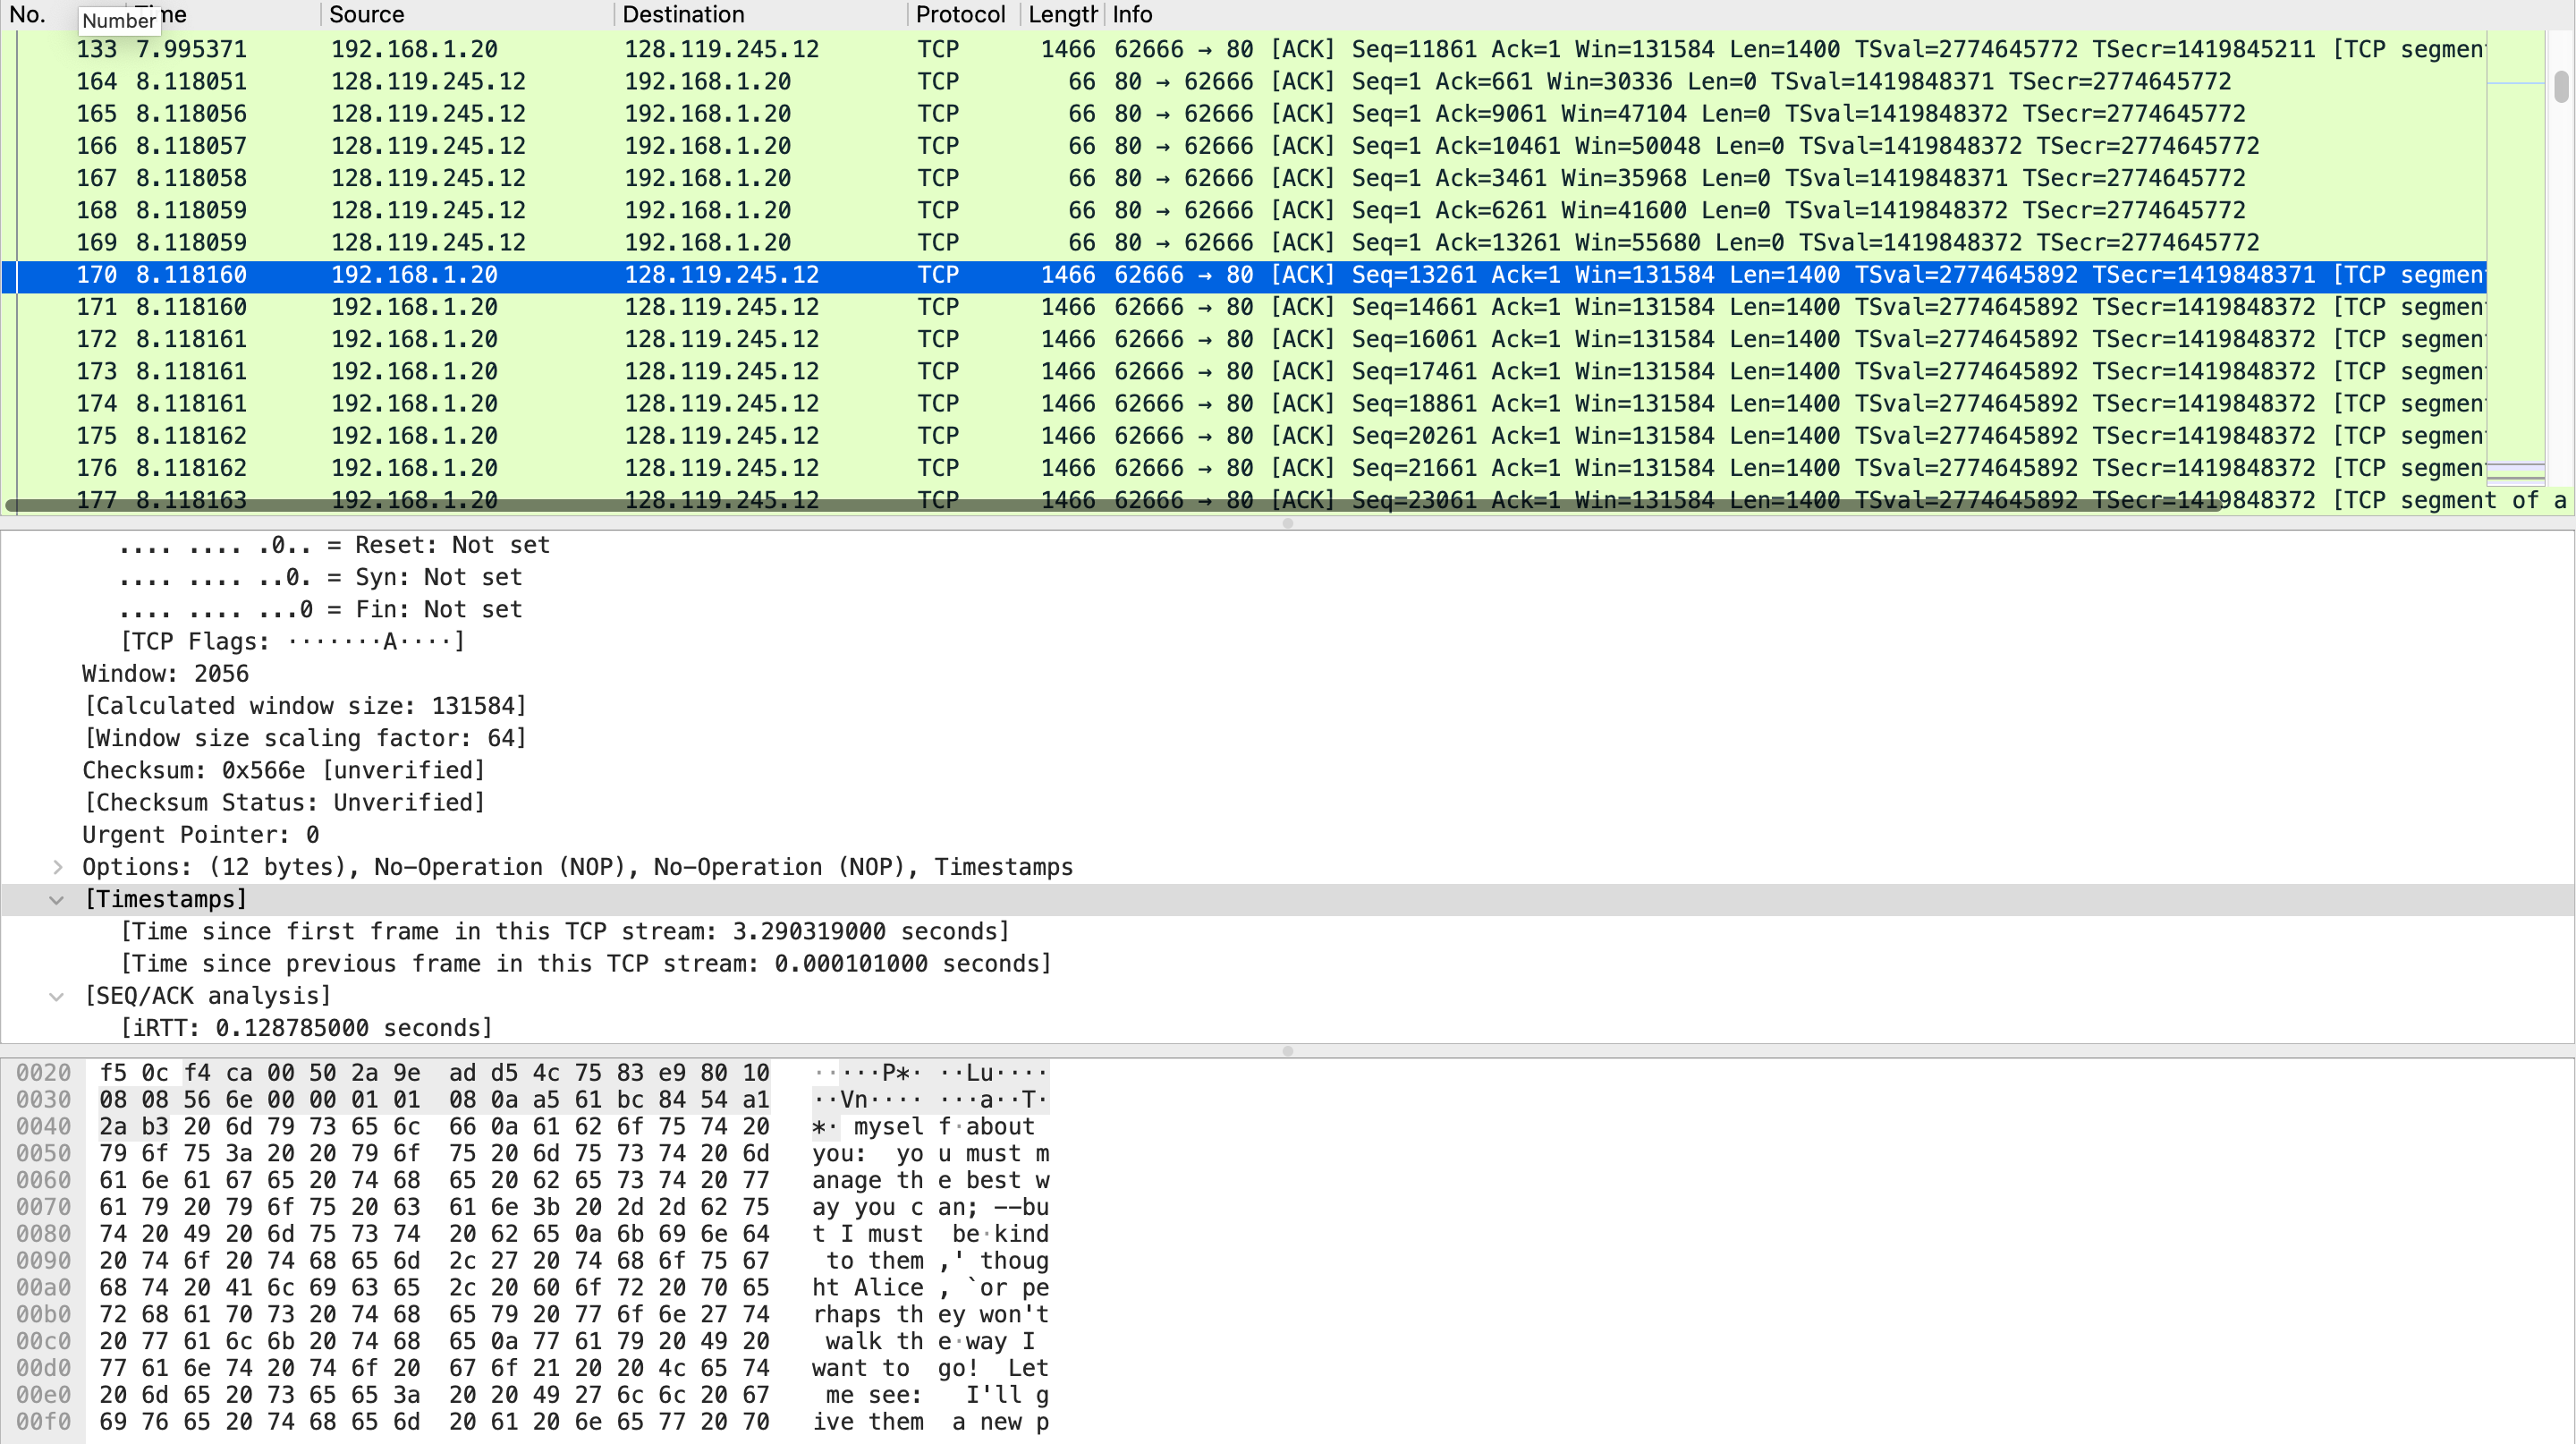 No. Number Time Source Destination Protocol Length Info
133 7.995371 192.168.1.20 128.119.245.12 TCP 1466 62666 → 80 [ACK] Seq=11861 Ack=1 Win=131584 Len=1400 TSval=2774645772 TSecr=1419845211 [TCP segmen
164 8.118051 128.119.245.12 192.168.1.20 TCP 66 80 → 62666 [ACK] Seq=1 Ack=661 Win=30336 Len=0 TSval=1419848371 TSecr=2774645772
165 8.118056 128.119.245.12 192.168.1.20 TCP 66 80 → 62666 [ACK] Seq=1 Ack=9061 Win=47104 Len=0 TSval=1419848372 TSecr=2774645772
166 8.118057 128.119.245.12 192.168.1.20 TCP 66 80 → 62666 [ACK] Seq=1 Ack=10461 Win=50048 Len=0 TSval=1419848372 TSecr=2774645772
167 8.118058 128.119.245.12 192.168.1.20 TCP 66 80 → 62666 [ACK] Seq=1 Ack=3461 Win=35968 Len=0 TSval=1419848371 TSecr=2774645772
168 8.118059 128.119.245.12 192.168.1.20 TCP 66 80 → 62666 [ACK] Seq=1 Ack=6261 Win=41600 Len=0 TSval=1419848372 TSecr=2774645772
169 8.118059 128.119.245.12 192.168.1.20 TCP 66 80 → 62666 [ACK] Seq=1 Ack=13261 Win=55680 Len=0 TSval=1419848372 TSecr=2774645772
170 8.118160 192.168.1.20 128.119.245.12 TCP 1466 62666 → 80 [ACK] Seq=13261 Ack=1 Win=131584 Len=1400 TSval=2774645892 TSecr=1419848371 [TCP segmen
171 8.118160 192.168.1.20 128.119.245.12 TCP 1466 62666 → 80 [ACK] Seq=14661 Ack=1 Win=131584 Len=1400 TSval=2774645892 TSecr=1419848372 [TCP segmen
172 8.118161 192.168.1.20 128.119.245.12 TCP 1466 62666 → 80 [ACK] Seq=16061 Ack=1 Win=131584 Len=1400 TSval=2774645892 TSecr=1419848372 [TCP segmen
173 8.118161 192.168.1.20 128.119.245.12 TCP 1466 62666 → 80 [ACK] Seq=17461 Ack=1 Win=131584 Len=1400 TSval=2774645892 TSecr=1419848372 [TCP segmen
174 8.118161 192.168.1.20 128.119.245.12 TCP 1466 62666 → 80 [ACK] Seq=18861 Ack=1 Win=131584 Len=1400 TSval=2774645892 TSecr=1419848372 [TCP segmen
175 8.118162 192.168.1.20 128.119.245.12 TCP 1466 62666 → 80 [ACK] Seq=20261 Ack=1 Win=131584 Len=1400 TSval=2774645892 TSecr=1419848372 [TCP segmen
176 8.118162 192.168.1.20 128.119.245.12 TCP 1466 62666 → 80 [ACK] Seq=21661 Ack=1 Win=131584 Len=1400 TSval=2774645892 TSecr=1419848372 [TCP segmen
177 8.118163 192.168.1.20 128.119.245.12 TCP 1466 62666 → 80 [ACK] Seq=23061 Ack=1 Win=131584 Len=1400 TSval=2774645892 TSecr=1419848372 [TCP segment of a
.... .... .0.. = Reset: Not set
.... .... ..0. = Syn: Not set
.... .... ...0 = Fin: Not set
[TCP Flags: ·······A····]
Window: 2056
[Calculated window size: 131584]
[Window size scaling factor: 64]
Checksum: 0x566e [unverified]
[Checksum Status: Unverified]
Urgent Pointer: 0
Options: (12 bytes), No-Operation (NOP), No-Operation (NOP), Timestamps
[Timestamps]
[Time since first frame in this TCP stream: 3.290319000 seconds]
[Time since previous frame in this TCP stream: 0.000101000 seconds]
[SEQ/ACK analysis]
[iRTT: 0.128785000 seconds]
0020 f5 0c f4 ca 00 50 2a 9e ad d5 4c 75 83 e9 80 10 ·····P*· ··Lu····
0030 08 08 56 6e 00 00 01 01 08 0a a5 61 bc 84 54 a1 ··Vn···· ···a··T·
0040 2a b3 20 6d 79 73 65 6c 66 0a 61 62 6f 75 74 20 *· mysel f·about
0050 79 6f 75 3a 20 20 79 6f 75 20 6d 75 73 74 20 6d you:  yo u must m
0060 61 6e 61 67 65 20 74 68 65 20 62 65 73 74 20 77 anage th e best w
0070 61 79 20 79 6f 75 20 63 61 6e 3b 20 2d 2d 62 75 ay you c an; --bu
0080 74 20 49 20 6d 75 73 74 20 62 65 0a 6b 69 6e 64 t I must  be·kind
0090 20 74 6f 20 74 68 65 6d 2c 27 20 74 68 6f 75 67 to them ,' thoug
00a0 68 74 20 41 6c 69 63 65 2c 20 60 6f 72 20 70 65 ht Alice , `or pe
00b0 72 68 61 70 73 20 74 68 65 79 20 77 6f 6e 27 74 rhaps th ey won't
00c0 20 77 61 6c 6b 20 74 68 65 0a 77 61 79 20 49 20 walk th e·way I
00d0 77 61 6e 74 20 74 6f 20 67 6f 21 20 20 4c 65 74 want to  go!  Let
00e0 20 6d 65 20 73 65 65 3a 20 20 49 27 6c 6c 20 67 me see:   I'll g
00f0 69 76 65 20 74 68 65 6d 20 61 20 6e 65 77 20 70 ive them  a new p